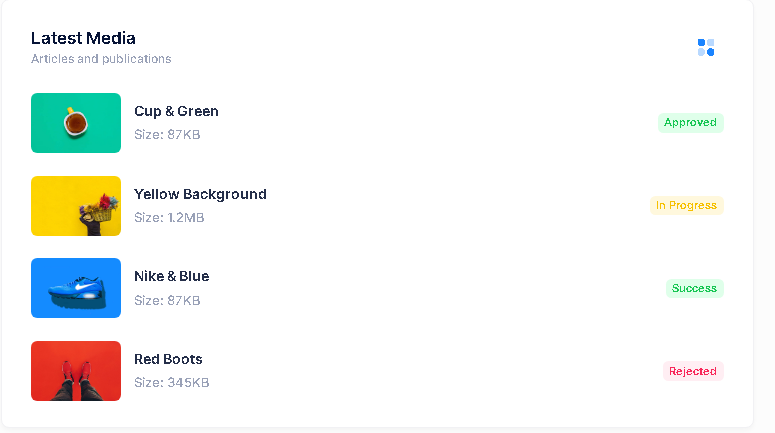 Latest Media
Articles and publications
Cup & Green
Size: 87KB
Approved
Yellow Background
Size: 1.2MB
In Progress
Nike & Blue
Size: 87KB
Success
Red Boots
Size: 345KB
Rejected